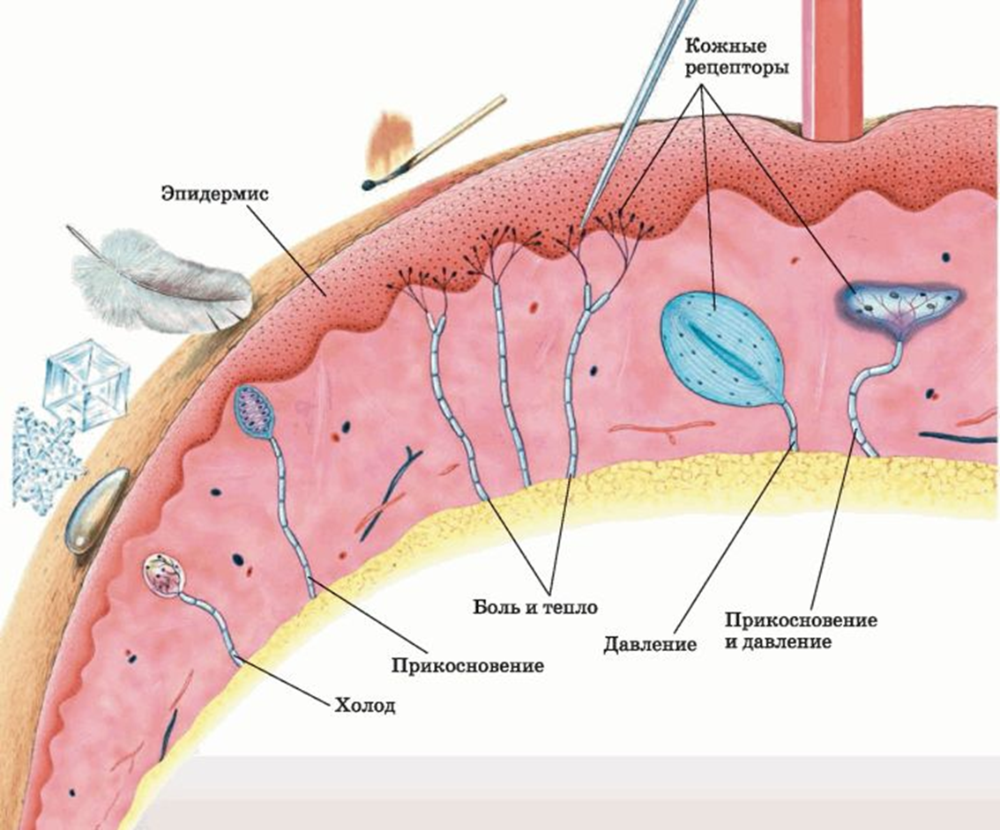 Кожные
рецепторы
Эпидермис
Боль и тепло
Давление
Прикосновение
и давление
Прикосновение
Холод